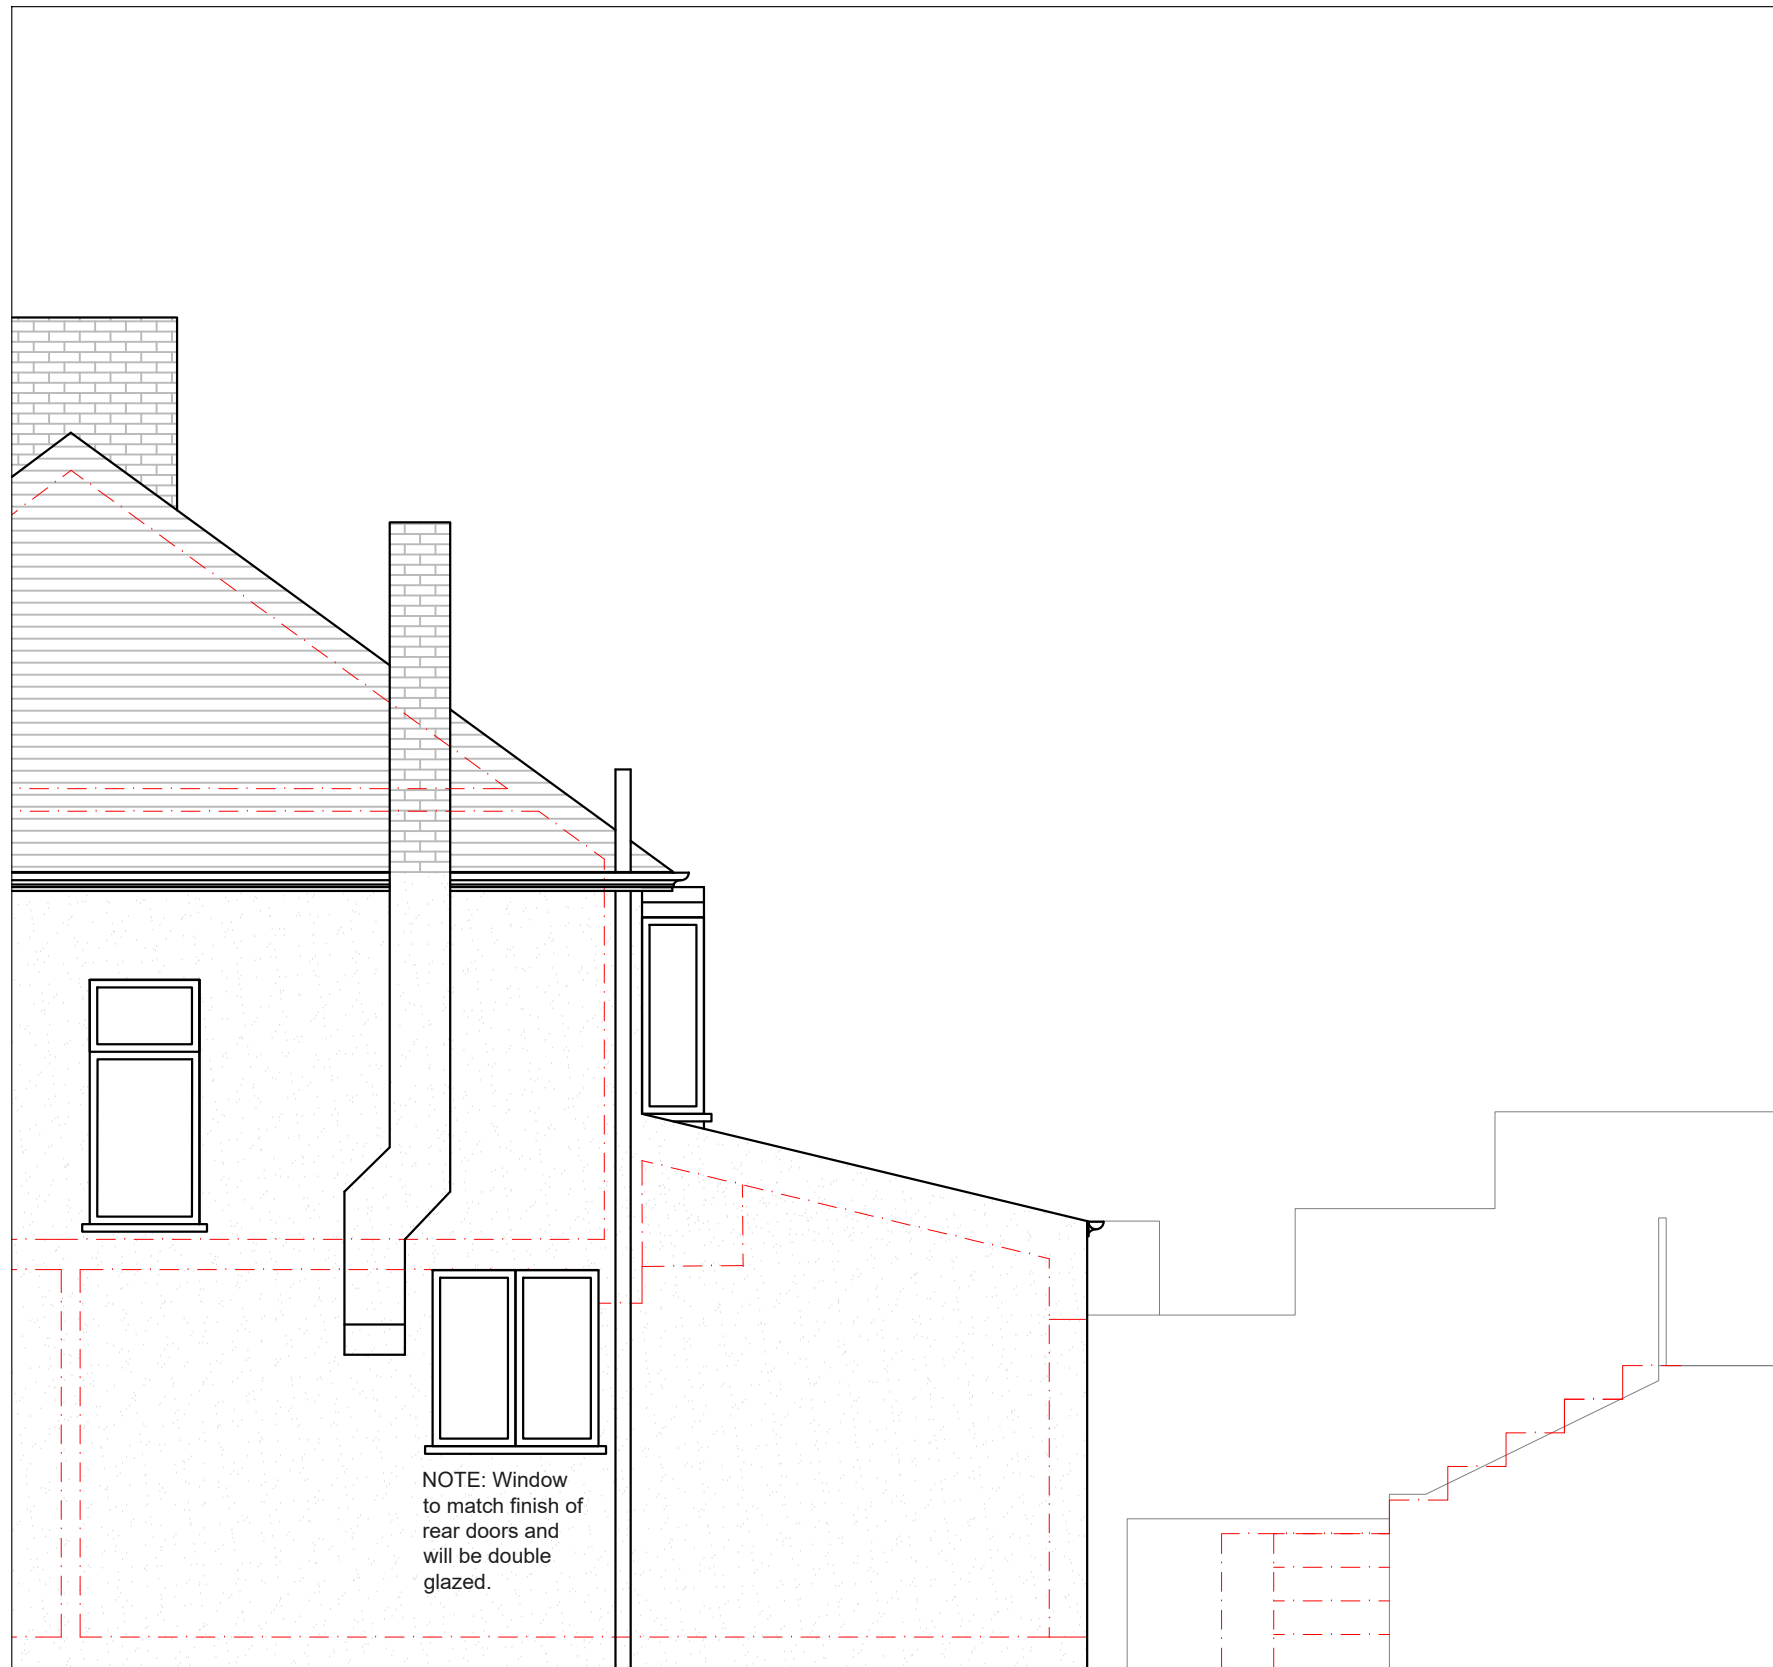 NOTE: Window
to match finish of
rear doors and
will be double
glazed.